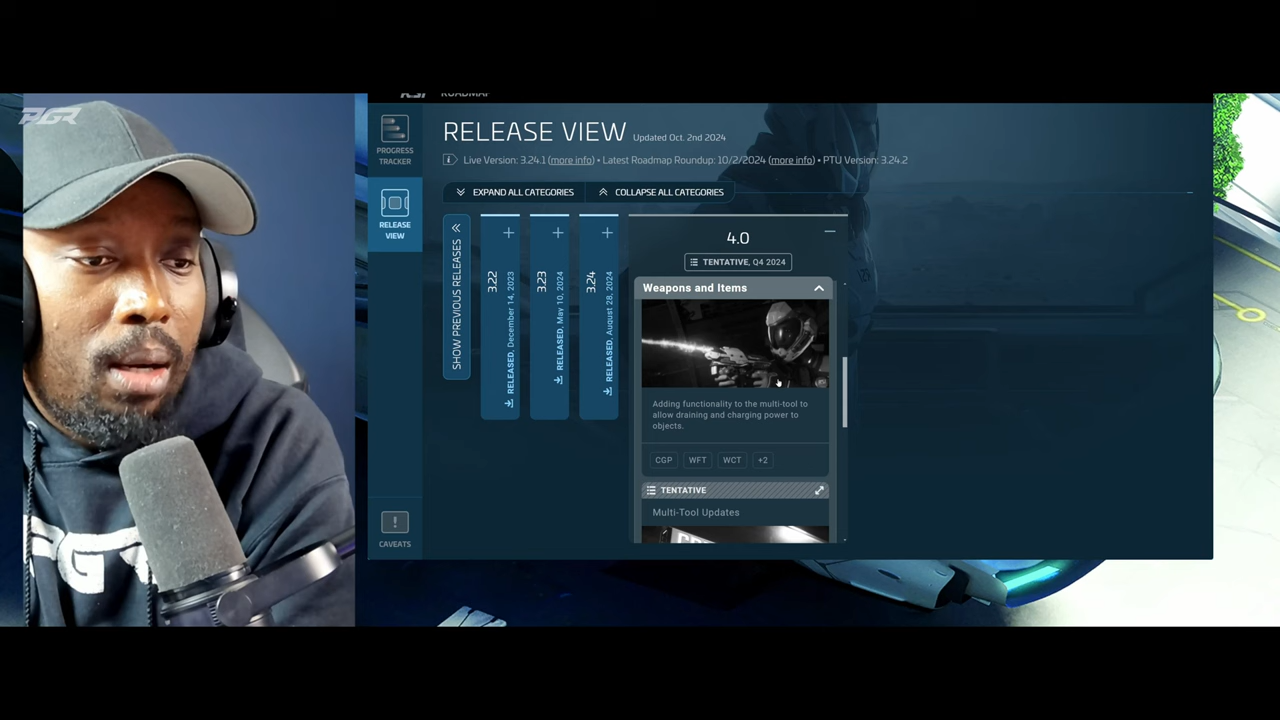 PGR
ROADMAP
PROGRESS
TRACKER
RELEASE
VIEW
CAVEATS
RELEASE VIEW Updated Oct. 2nd 2024
Live Version: 3.24.1 (more info) • Latest Roadmap Roundup: 10/2/2024 (more info) • PTU Version: 3.24.2
EXPAND ALL CATEGORIES
COLLAPSE ALL CATEGORIES
SHOW PREVIOUS RELEASES
3.22
RELEASED, December 14, 2023
3.23
RELEASED, May 10, 2024
3.24
RELEASED, August 28, 2024
4.0
TENTATIVE, Q4 2024
Weapons and Items
Adding functionality to the multi-tool to
allow draining and charging power to
objects.
CGP WFT WCT +2
TENTATIVE
Multi-Tool Updates